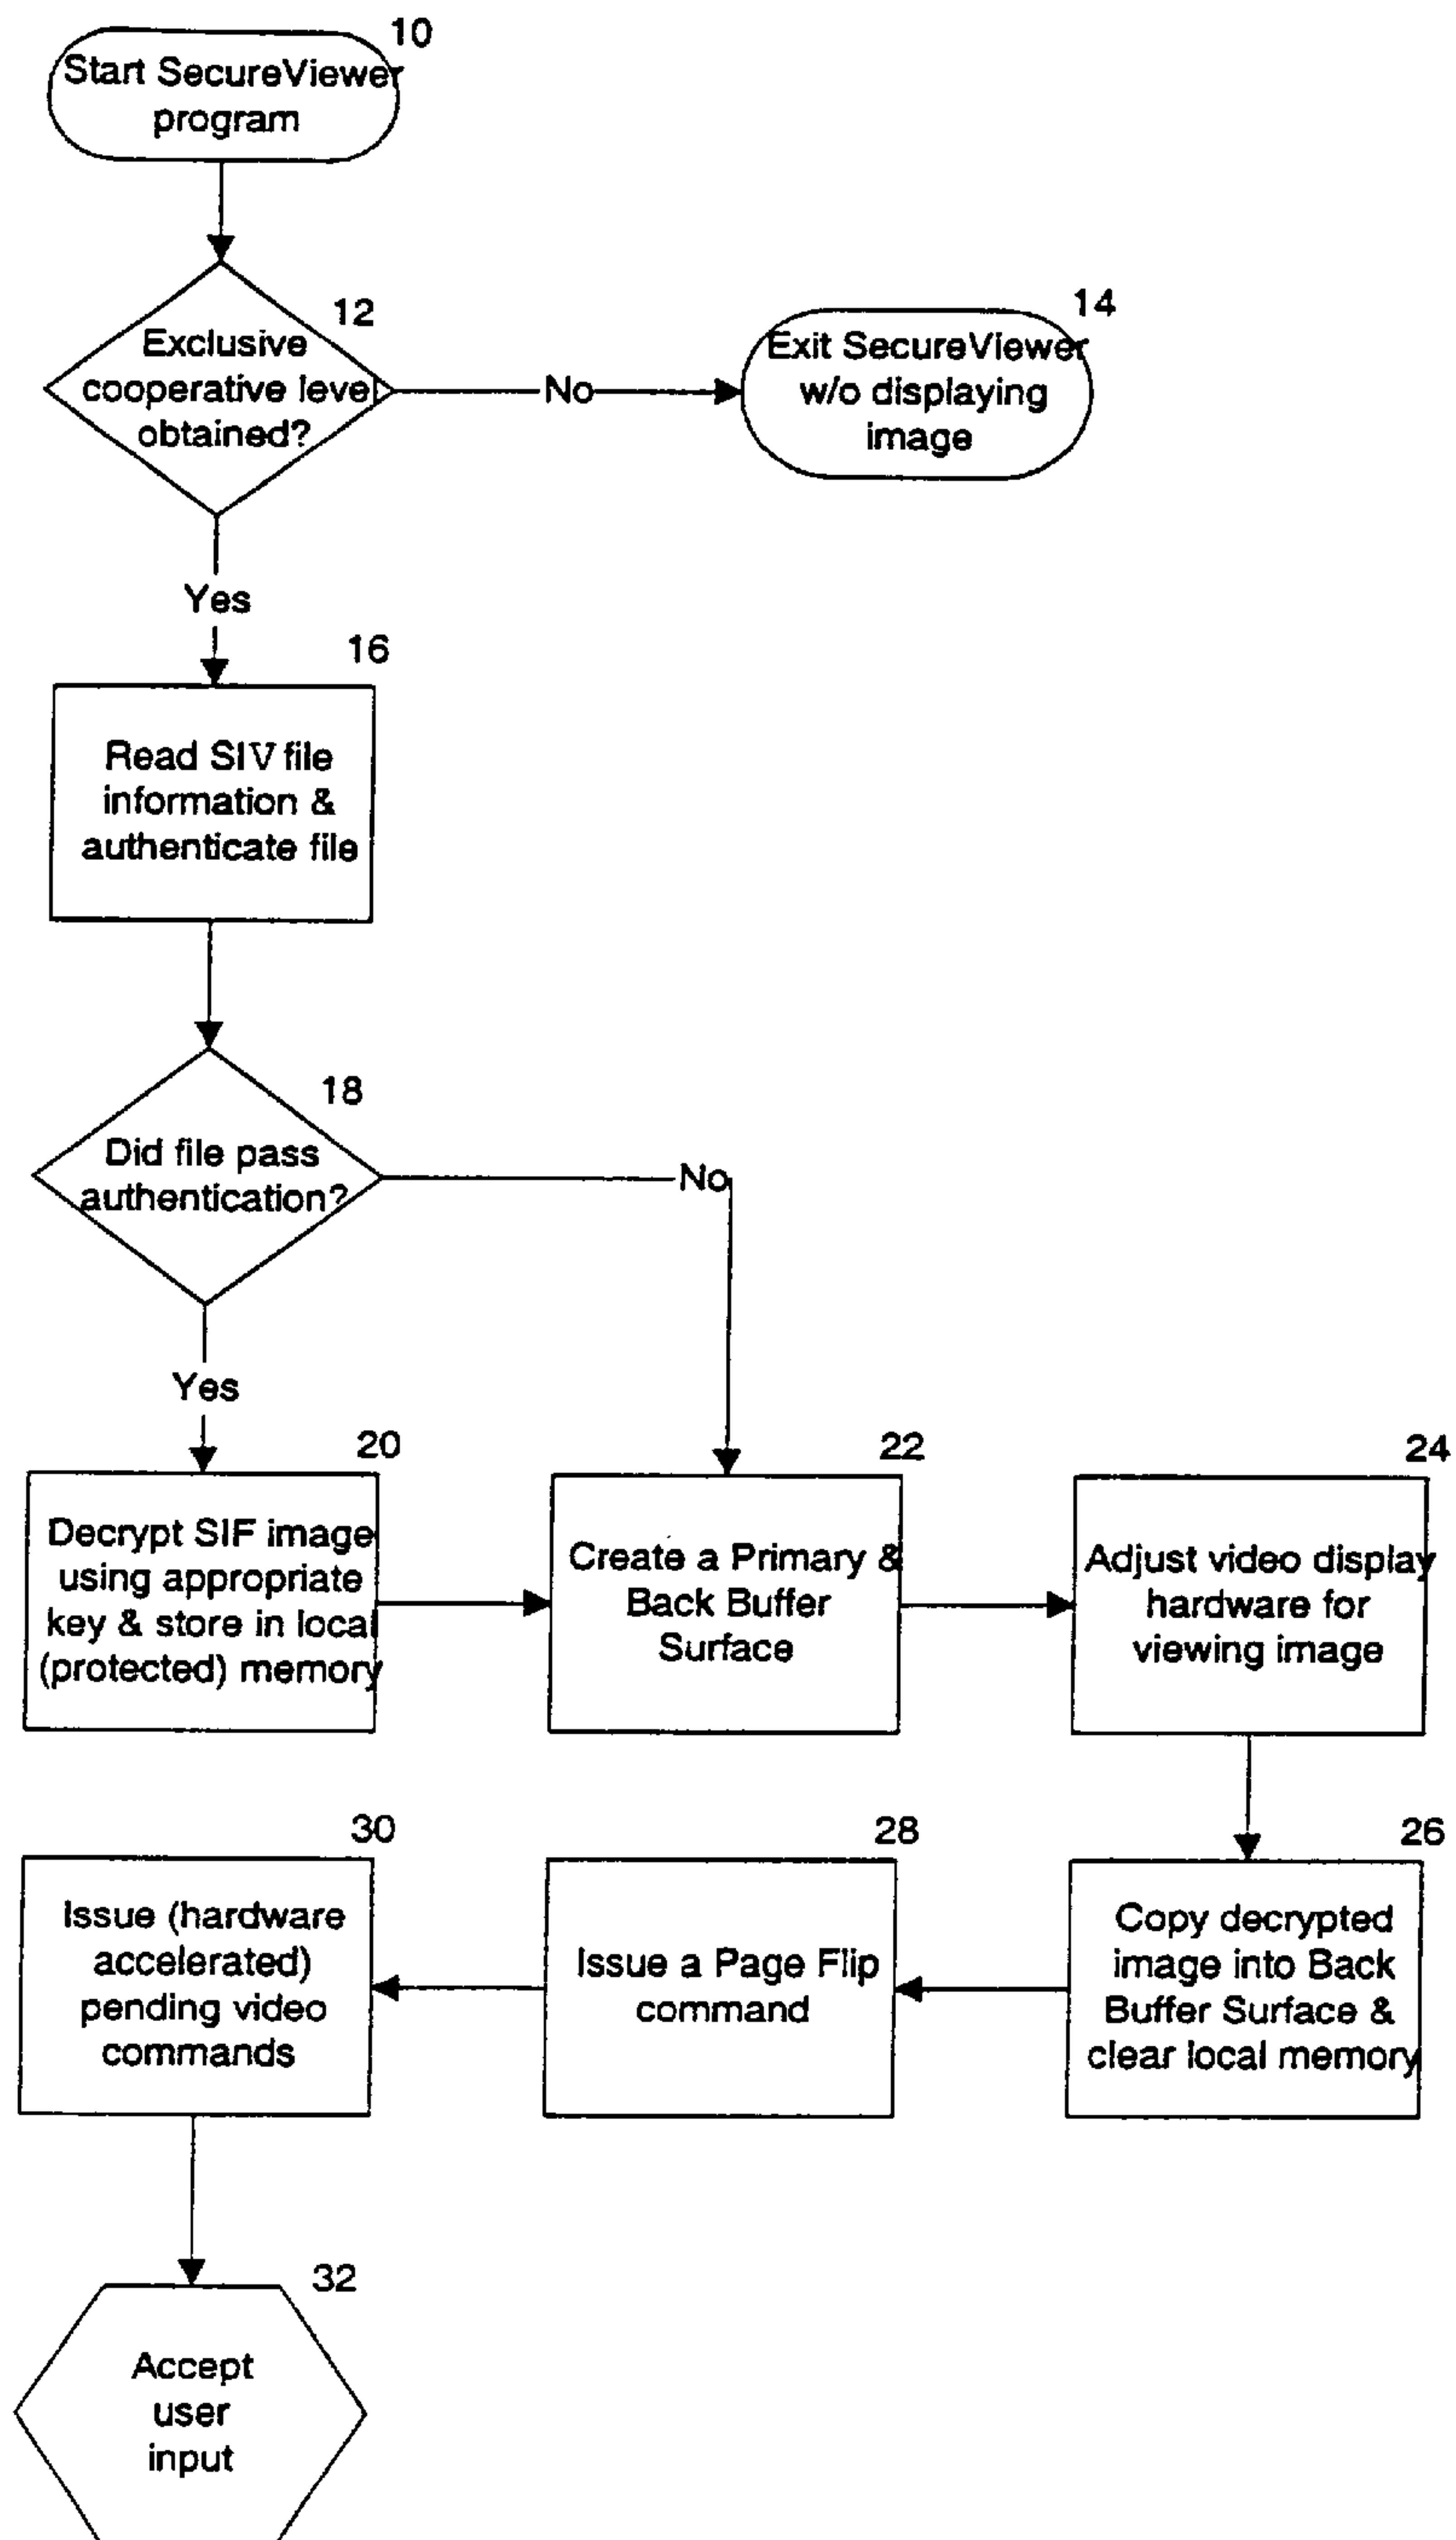 10
Start SecureViewer
program
12
Exclusive
cooperative level
obtained?
No
14
Exit SecureViewer
w/o displaying
image
Yes
16
Read SIV file
information &
authenticate file
18
Did file pass
authentication?
No
Yes
20
Decrypt SIF image
using appropriate
key & store in local
(protected) memory
22
Create a Primary &
Back Buffer
Surface
24
Adjust video display
hardware for
viewing image
26
Copy decrypted
image into Back
Buffer Surface &
clear local memory
28
Issue a Page Flip
command
30
Issue (hardware
accelerated)
pending video
commands
32
Accept
user
input